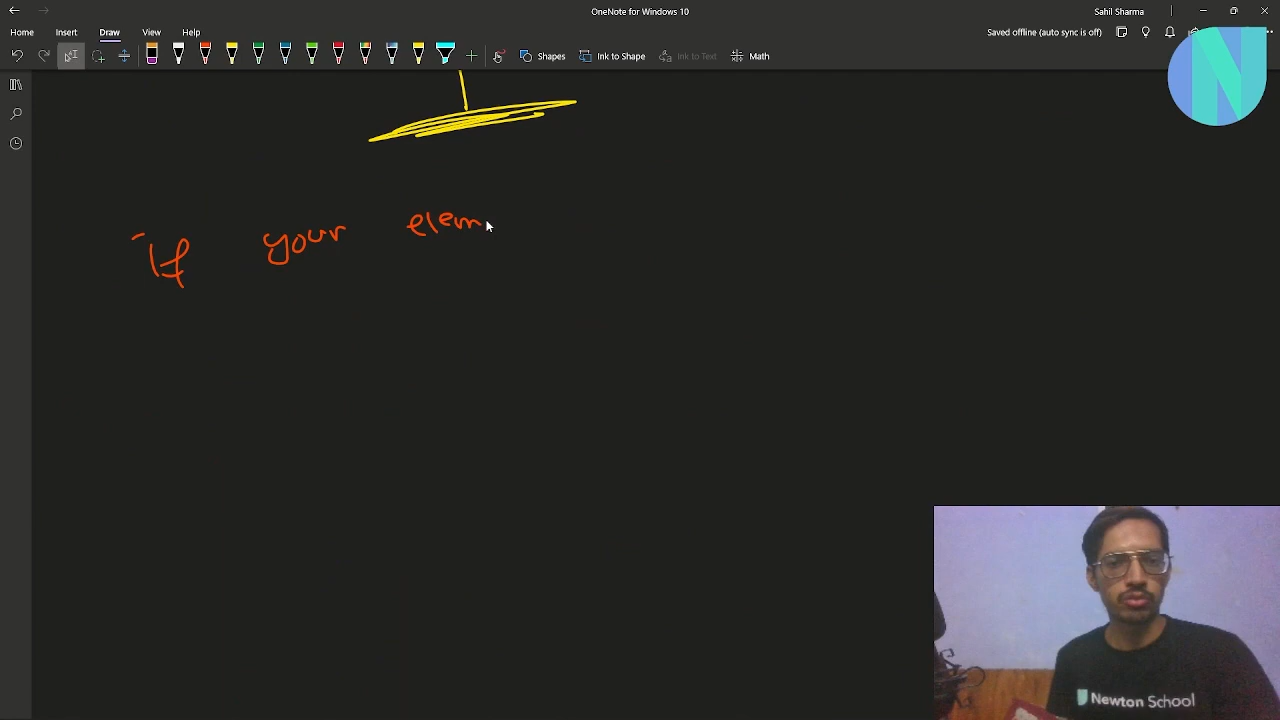 OneNote for Windows 10
Sahil Sharma
Home Insert Draw View Help
Saved offline (auto sync is off)
Shapes Ink to Shape Ink to Text Math
If your elem
Newton School